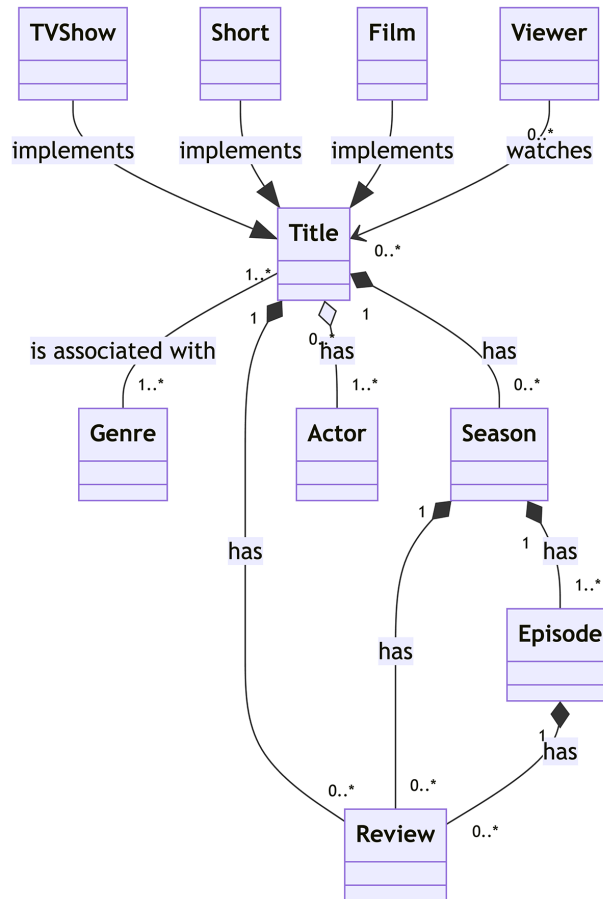 TVShow
Short
Film
Viewer
0..*
implements
implements
implements
watches
Title
0..*
1..*
1
1
0..*
is associated with
has
has
1..*
1..*
0..*
Genre
Actor
Season
1
1
has
has
1..*
Episode
has
1
has
0..*
0..*
0..*
Review